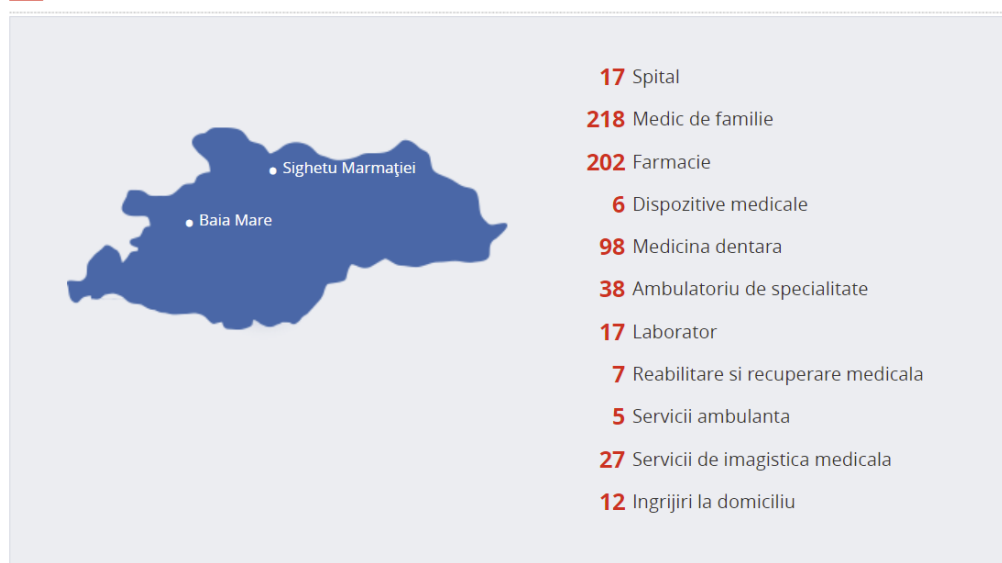 Sighetu Marmaţiei
Baia Mare
17 Spital
218 Medic de familie
202 Farmacie
6 Dispozitive medicale
98 Medicina dentara
38 Ambulatoriu de specialitate
17 Laborator
7 Reabilitare si recuperare medicala
5 Servicii ambulanta
27 Servicii de imagistica medicala
12 Ingrijiri la domiciliu